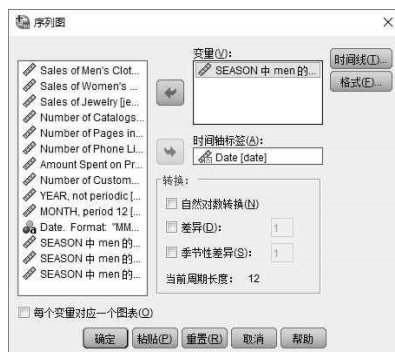 序列图
变量(V):
SEASON 中 men 的...
时间线(T)...
格式(F)...
Sales of Men's Clot...
Sales of Women's ...
Sales of Jewelry [je...
Number of Catalogs...
Number of Pages in...
Number of Phone Li...
Amount Spent on Pr...
Number of Custom...
YEAR, not periodic [...
MONTH, period 12 [...
Date. Format: "MM...
SEASON 中 men 的...
SEASON 中 men 的...
SEASON 中 men 的...
时间轴标签(A):
Date [date]
转换:
自然对数转换(N)
差异(D): 1
季节性差异(S): 1
当前周期长度: 12
每个变量对应一个图表(O)
确定 粘贴(P) 重置(R) 取消 帮助